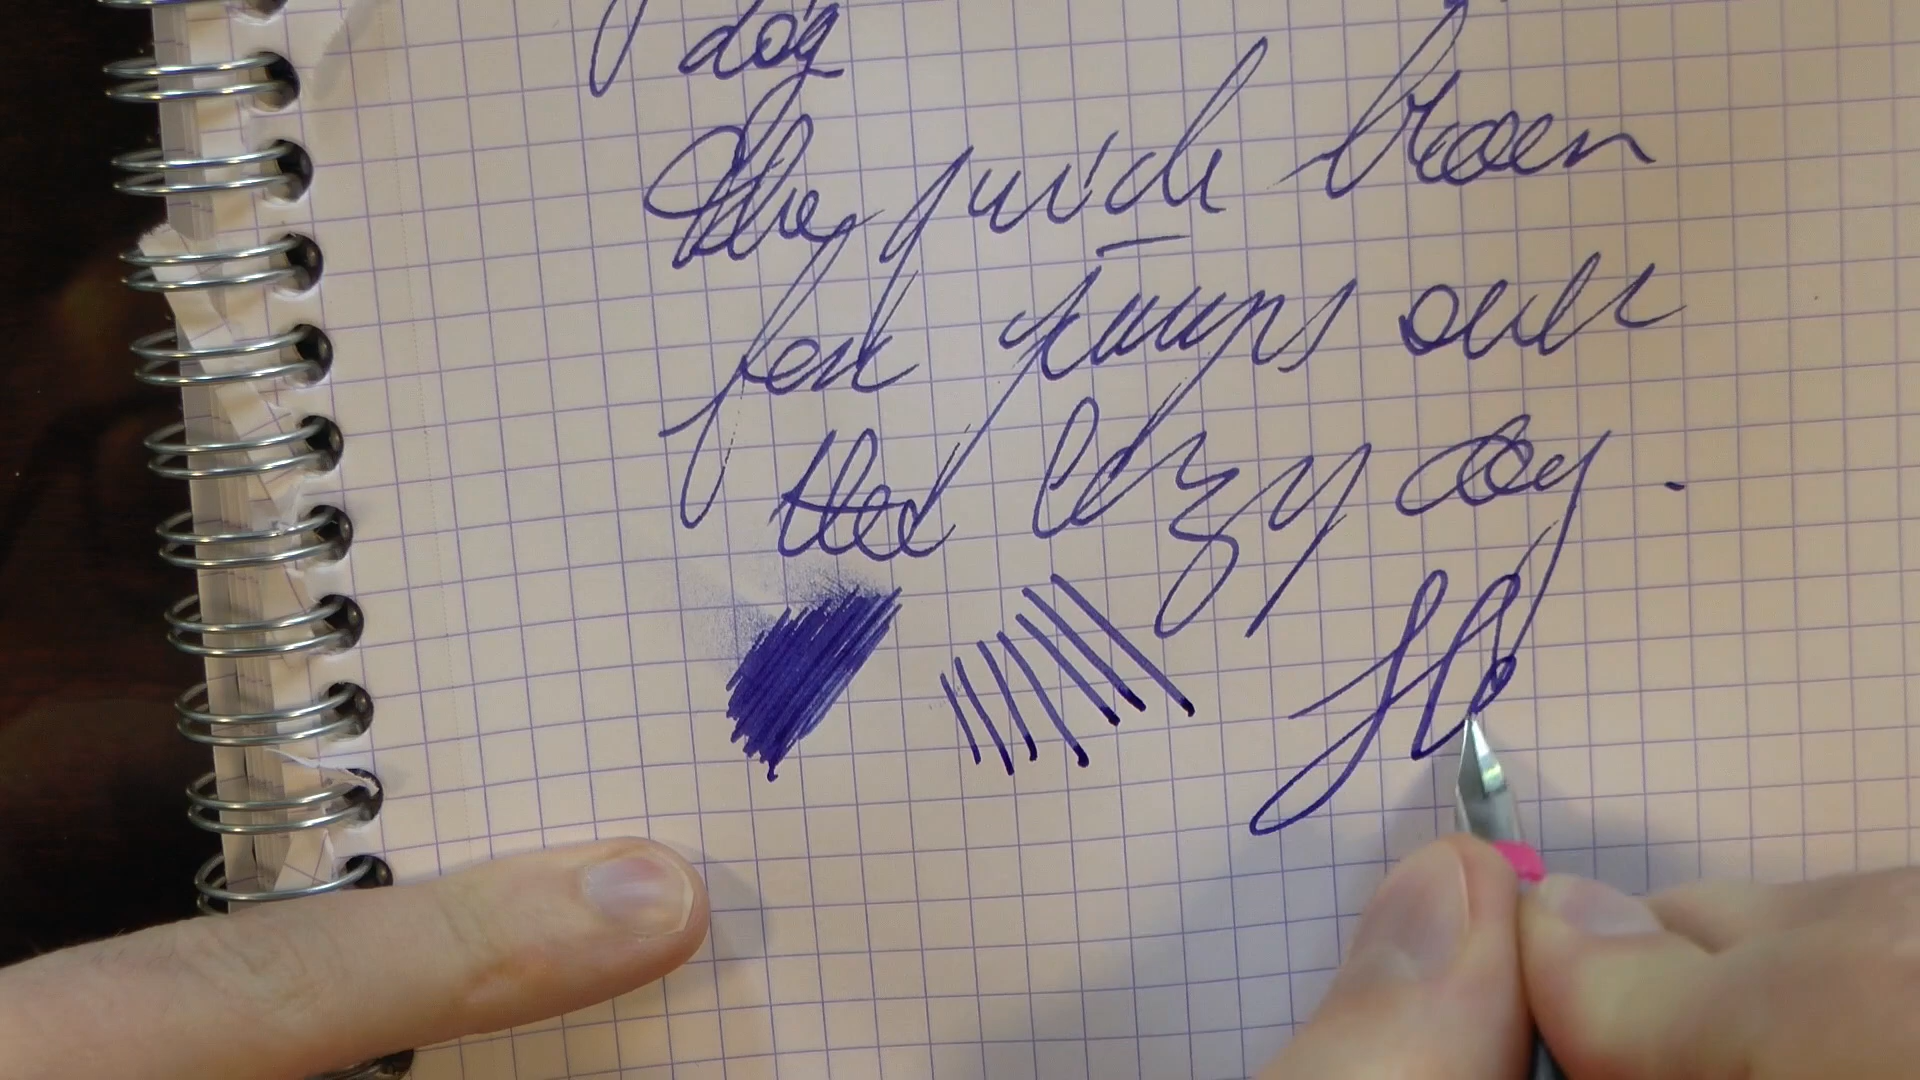 dog
the quick brown
fox jumps over
the lazy dog.